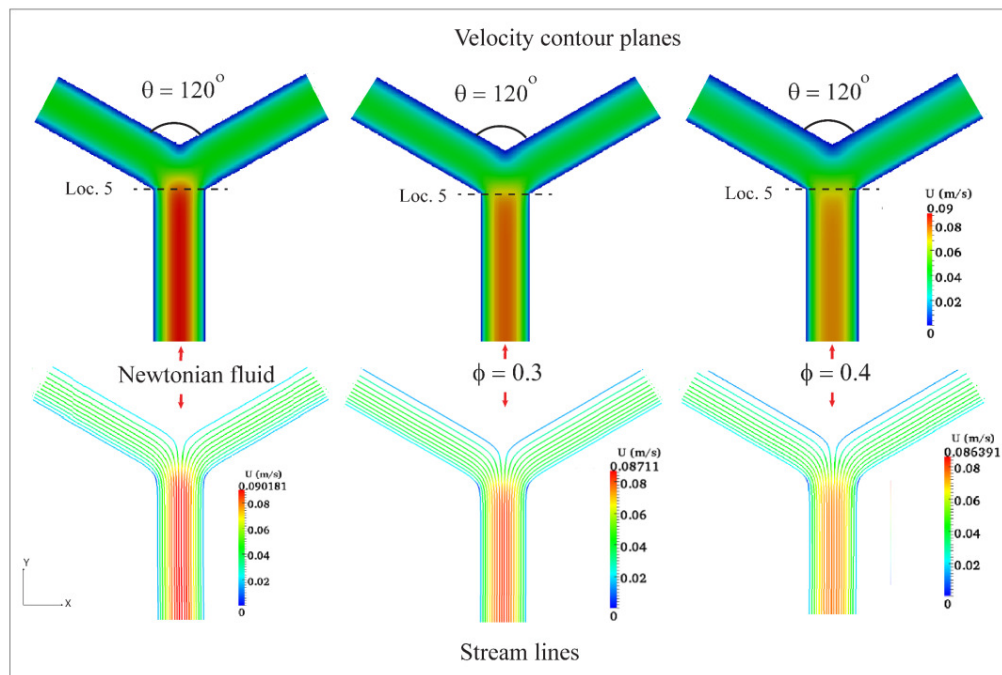 Velocity contour planes
θ = 120°
θ = 120°
θ = 120°
Loc. 5
Loc. 5
Loc. 5
U (m/s)
0.09
0.08
0.06
0.04
0.02
0
Newtonian fluid
ϕ = 0.3
ϕ = 0.4
U (m/s)
0.090181
0.08
0.06
0.04
0.02
0
U (m/s)
0.08711
0.08
0.06
0.04
0.02
0
U (m/s)
0.086391
0.08
0.06
0.04
0.02
0
Y
X
Stream lines